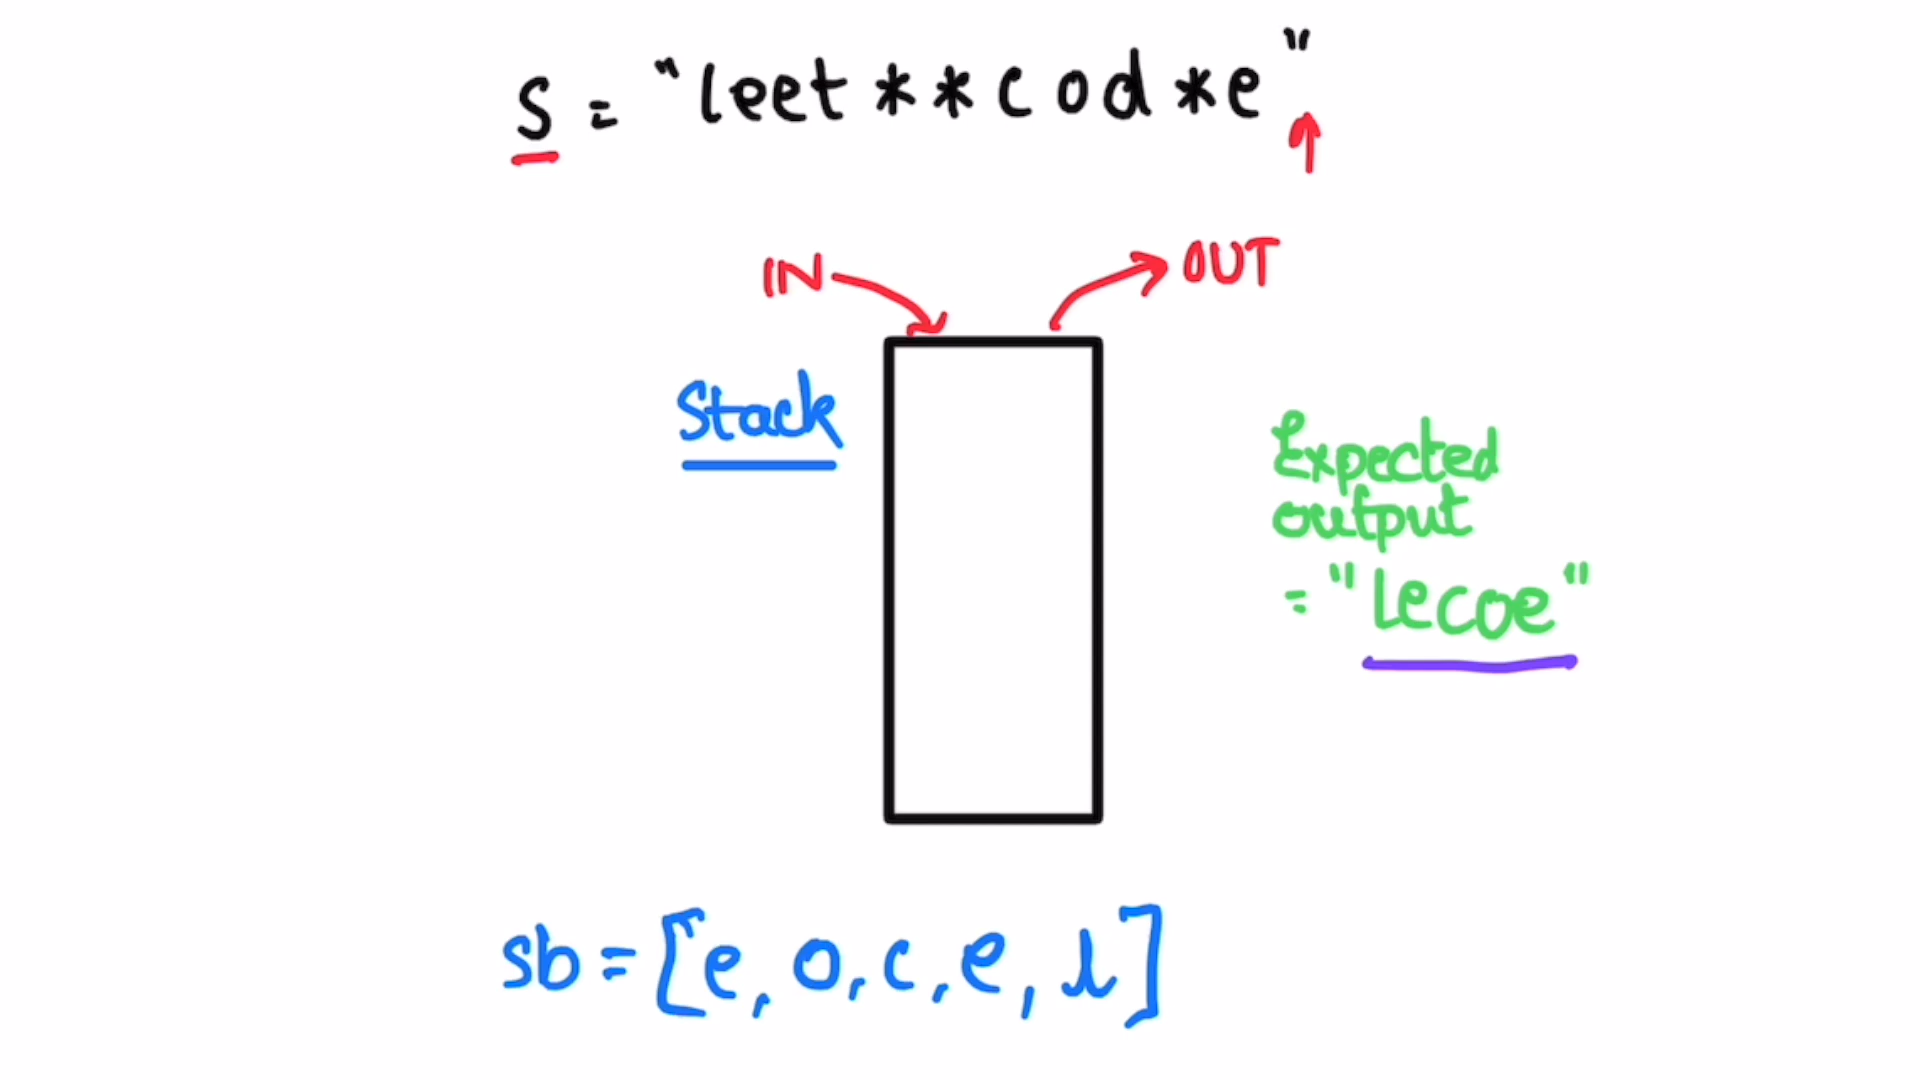 s = "leet**cod*e"
IN OUT
Stack
Expected
output
= "lecoe"
sb = [e, o, c, e, l]